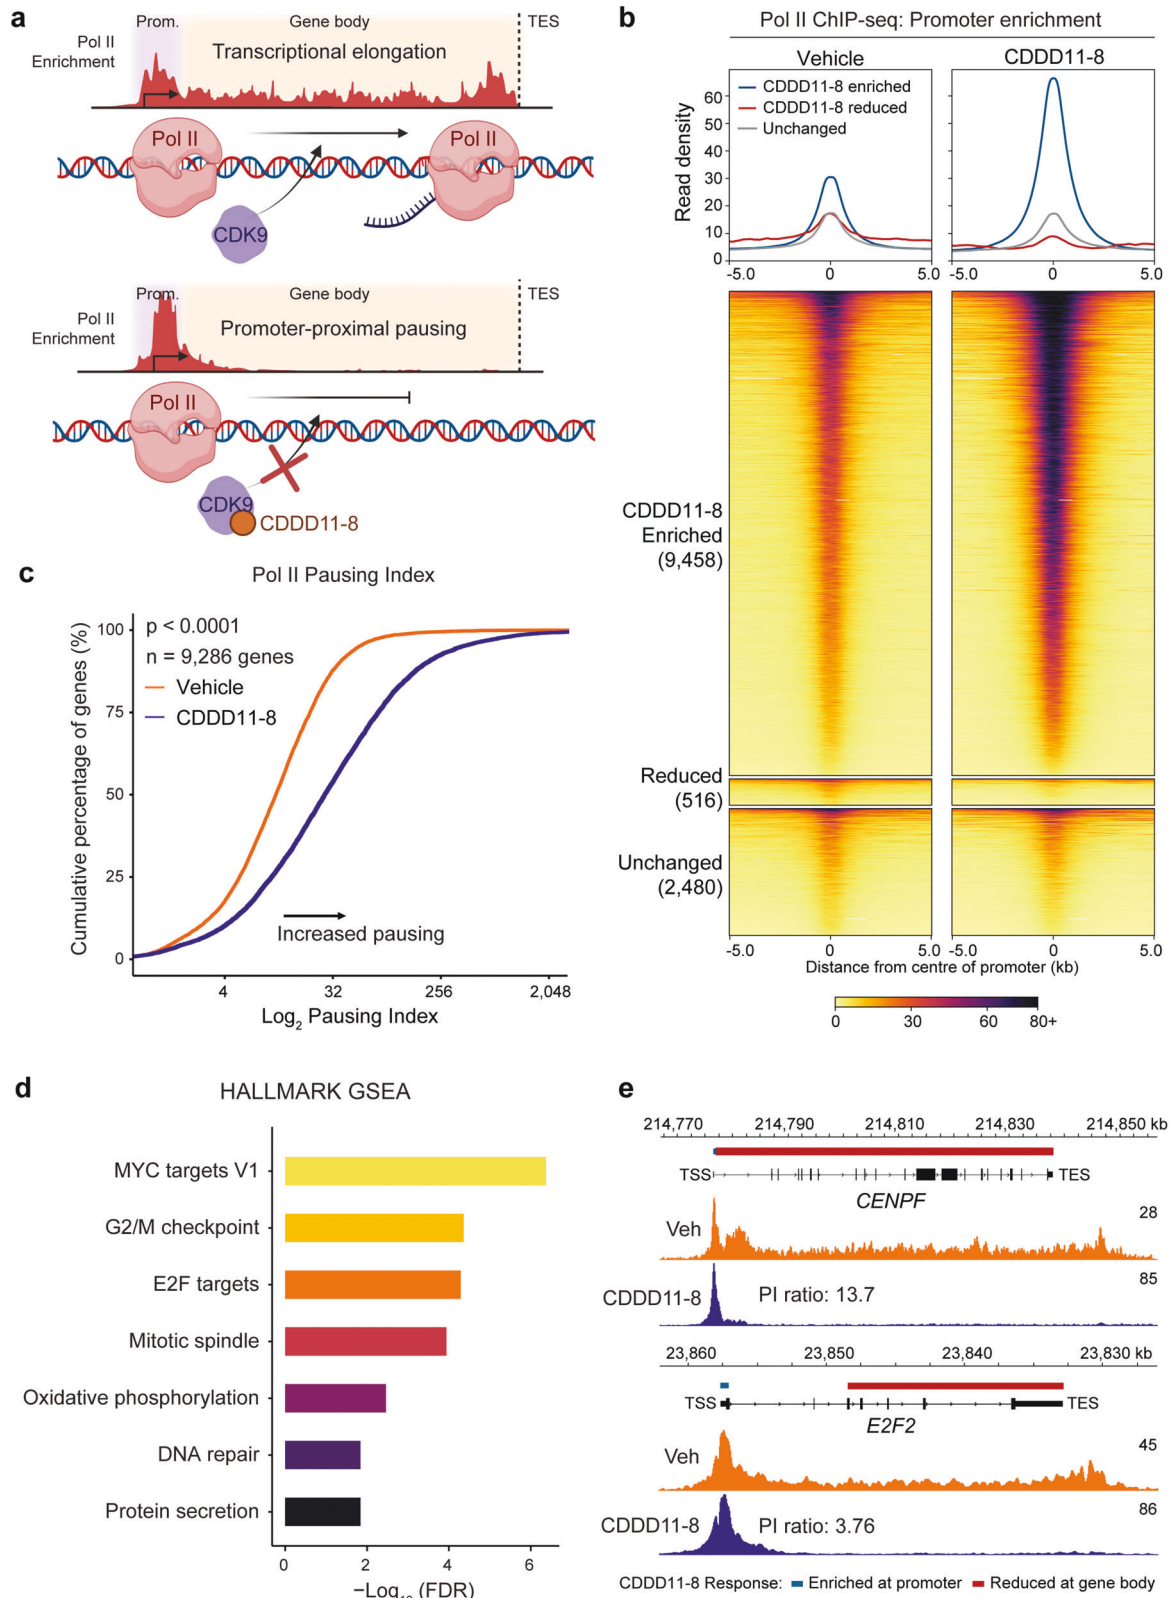 a
Prom.
Gene body
TES
Pol II
Enrichment
Transcriptional elongation
Pol II
Pol II
CDK9
Prom.
Gene body
TES
Pol II
Enrichment
Promoter-proximal pausing
Pol II
CDK9
CDDD11-8
b
Pol II ChIP-seq: Promoter enrichment
Vehicle
CDDD11-8
CDDD11-8 enriched
CDDD11-8 reduced
Unchanged
Read density
60
50
40
30
20
10
0
-5.0 0 5.0
-5.0 0 5.0
CDDD11-8
Enriched
(9,458)
Reduced
(516)
Unchanged
(2,480)
-5.0 0 5.0
-5.0 0 5.0
Distance from centre of promoter (kb)
0 30 60 80+
c
Pol II Pausing Index
p < 0.0001
n = 9,286 genes
Vehicle
CDDD11-8
Cumulative percentage of genes (%)
100
75
50
25
0
Increased pausing
4 32 256 2,048
Log2 Pausing Index
d
HALLMARK GSEA
MYC targets V1
G2/M checkpoint
E2F targets
Mitotic spindle
Oxidative phosphorylation
DNA repair
Protein secretion
0 2 4 6
−Log10 (FDR)
e
214,770 214,790 214,810 214,830 214,850 kb
TSS
TES
CENPF
Veh
28
CDDD11-8
PI ratio: 13.7
85
23,860 23,850 23,840 23,830 kb
TSS
TES
E2F2
Veh
45
CDDD11-8
PI ratio: 3.76
86
CDDD11-8 Response: Enriched at promoter Reduced at gene body